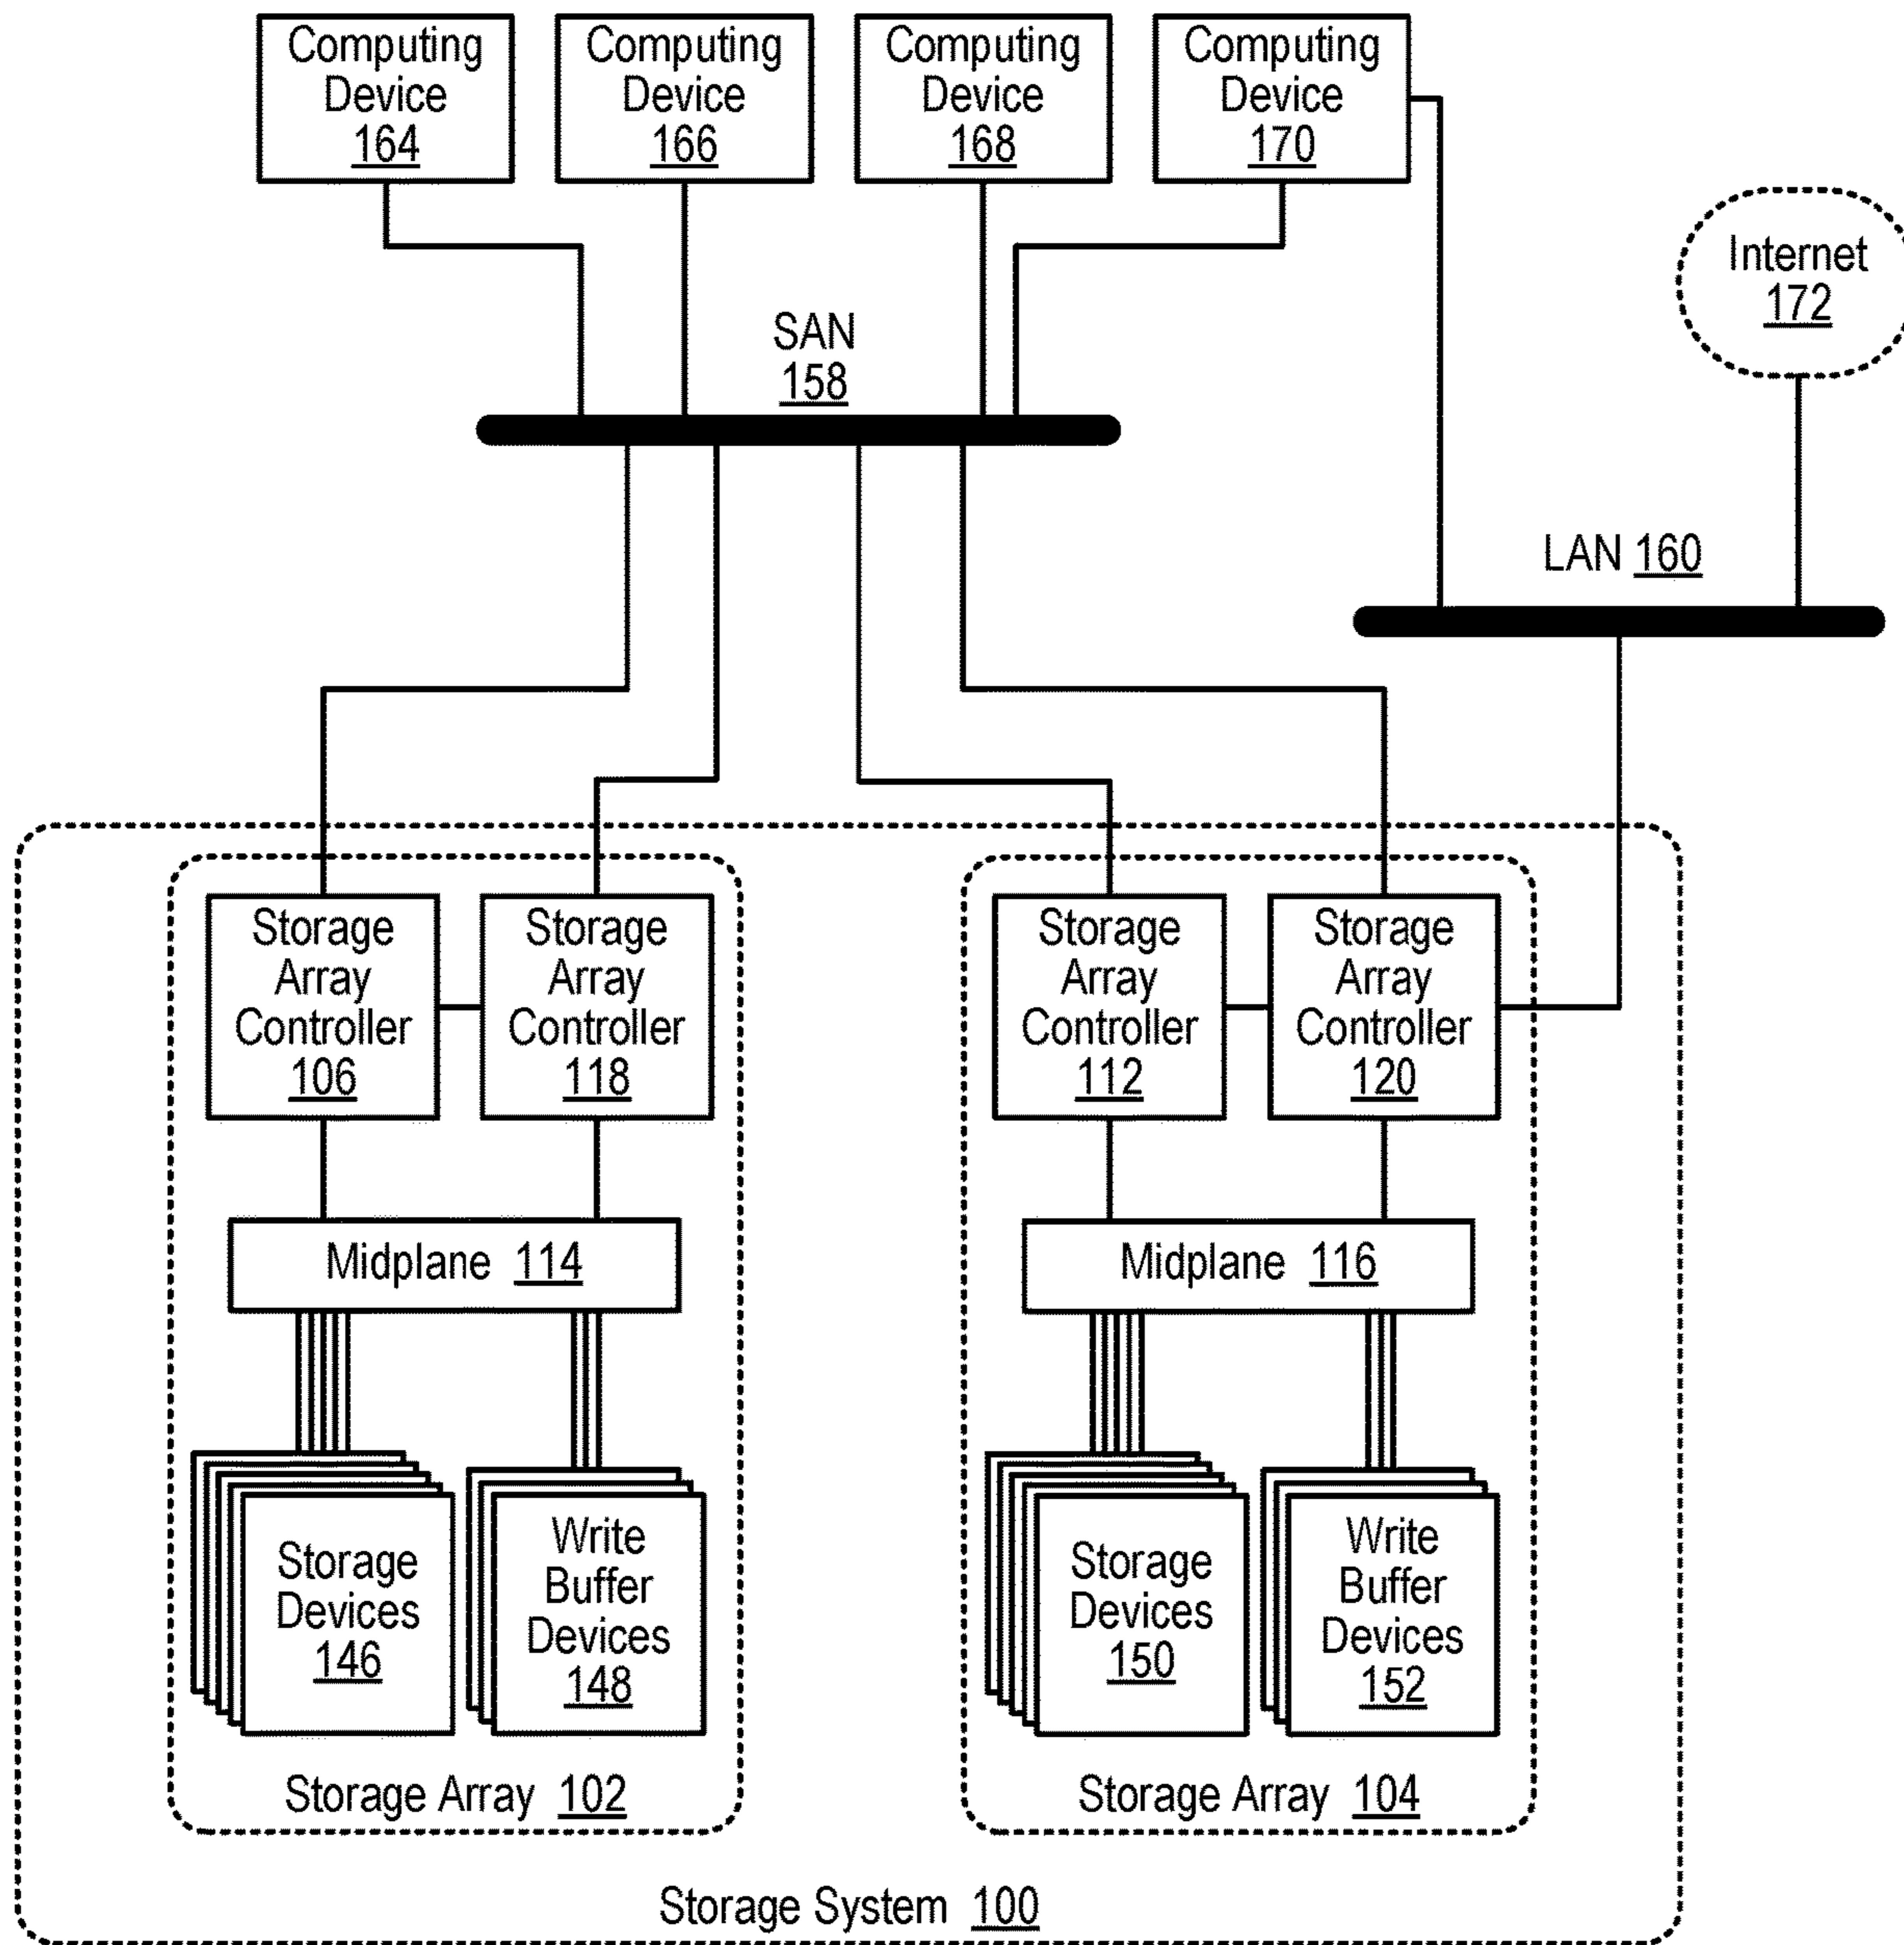 Computing
Device
164
Computing
Device
166
Computing
Device
168
Computing
Device
170
Internet
172
SAN
158
LAN 160
Storage
Array
Controller
106
Storage
Array
Controller
118
Storage
Array
Controller
112
Storage
Array
Controller
120
Midplane 114
Midplane 116
Storage
Devices
146
Write
Buffer
Devices
148
Storage
Devices
150
Write
Buffer
Devices
152
Storage Array 102
Storage Array 104
Storage System 100